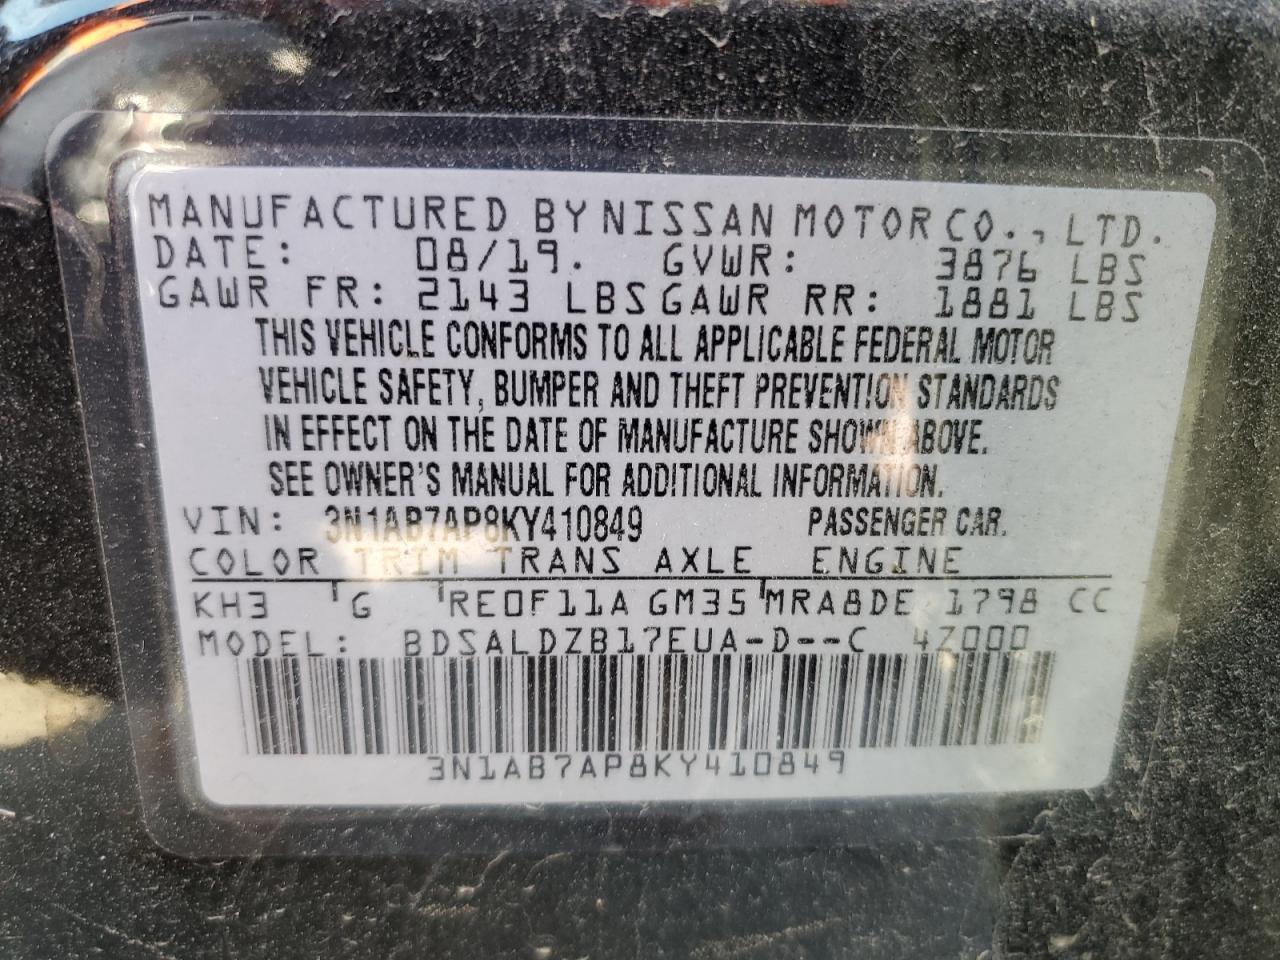 MANUFACTURED BY NISSAN MOTOR CO., LTD.
DATE: 08/19. GVWR: 3876 LBS
GAWR FR: 2143 LBS GAWR RR: 1881 LBS
THIS VEHICLE CONFORMS TO ALL APPLICABLE FEDERAL MOTOR
VEHICLE SAFETY, BUMPER AND THEFT PREVENTION STANDARDS
IN EFFECT ON THE DATE OF MANUFACTURE SHOWN ABOVE.
SEE OWNER'S MANUAL FOR ADDITIONAL INFORMATION.
VIN: 3N1AB7AP8KY410849 PASSENGER CAR.
COLOR TRIM TRANS AXLE ENGINE
KH3 G RE0F11A GM35 MRA8DE 1798 CC
MODEL: BDSALDZB17EUA-D--C 4Z000
3N1AB7AP8KY410849